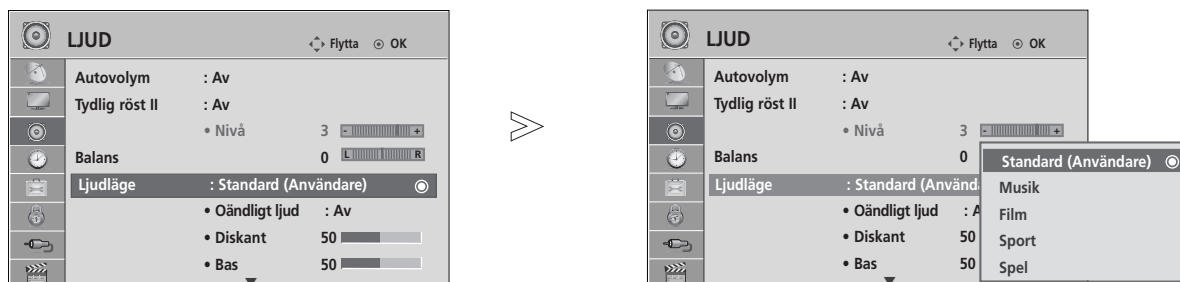 LJUD Flytta OK
Autovolym : Av
Tydlig röst II : Av
• Nivå 3 - +
Balans 0 L R
Ljudläge : Standard (Användare)
• Oändligt ljud : Av
• Diskant 50
• Bas 50
LJUD Flytta OK
Autovolym : Av
Tydlig röst II : Av
• Nivå 3 - +
Balans 0
Ljudläge : Standard (Använd
• Oändligt ljud : A
• Diskant 50
• Bas 50
Standard (Användare)
Musik
Film
Sport
Spel